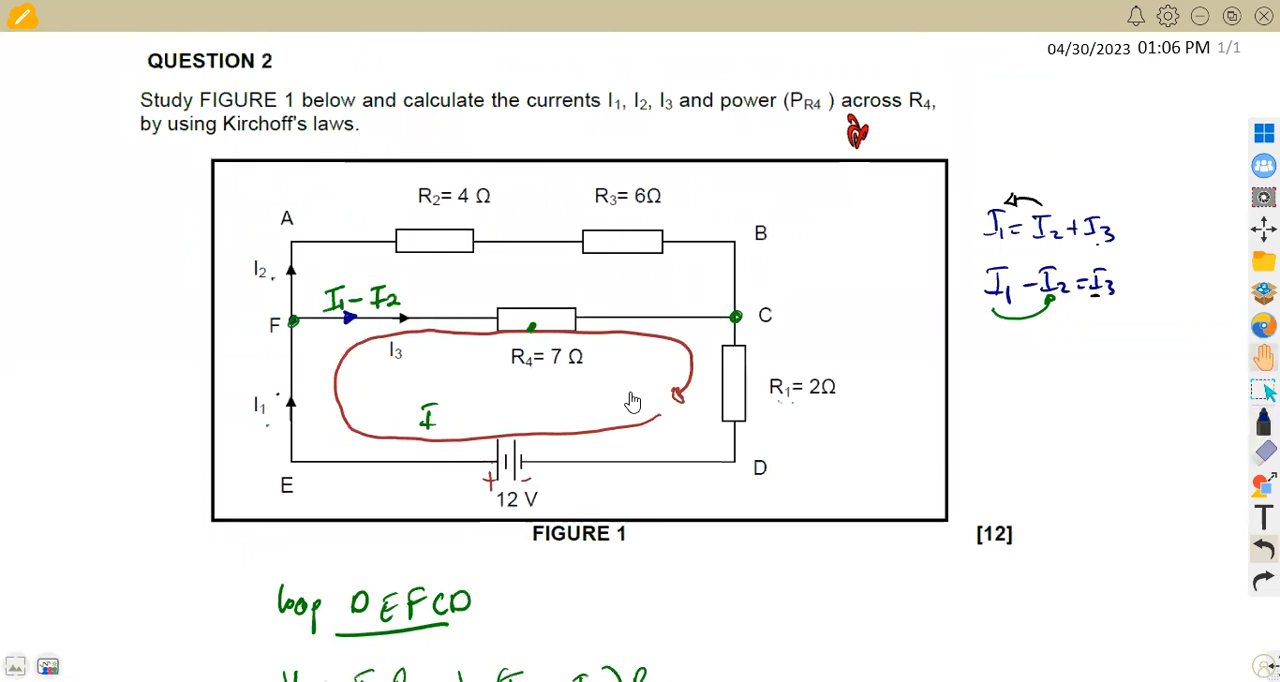 04/30/2023 01:06 PM 1/1
QUESTION 2
Study FIGURE 1 below and calculate the currents I₁, I₂, I₃ and power (P_R4 ) across R₄,
by using Kirchoff's laws.
R₂= 4 Ω
R₃= 6Ω
A
B
I₁ = I₂ + I₃
I₂
I₁ - I₂ = I₃
I₁ - I₂
F
C
I₃
R₄= 7 Ω
R₁= 2Ω
I₁
I
E
D
+ -
12 V
FIGURE 1
[12]
loop DEFCD